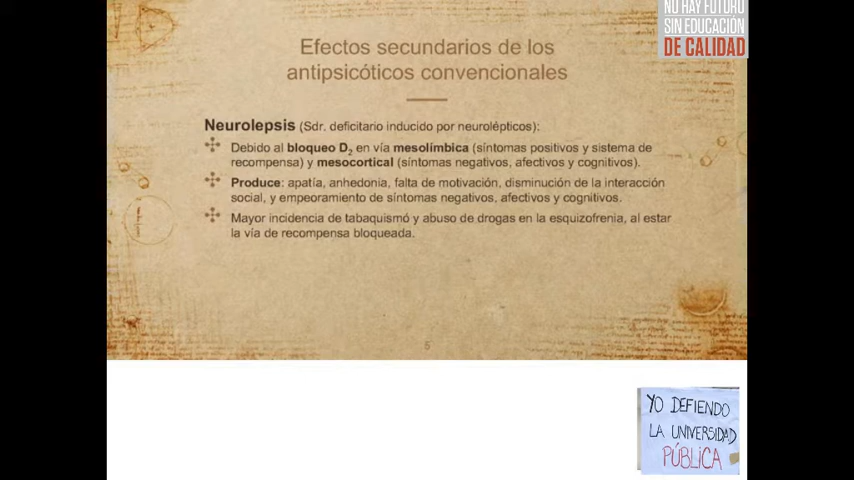 NO HAY FUTURO
SIN EDUCACIÓN
DE CALIDAD
Efectos secundarios de los
antipsicóticos convencionales
Neurolepsis (Sdr. deficitario inducido por neurolépticos):
Debido al bloqueo D2 en vía mesolímbica (síntomas positivos y sistema de
recompensa) y mesocortical (síntomas negativos, afectivos y cognitivos).
Produce: apatía, anhedonia, falta de motivación, disminución de la interacción
social, y empeoramiento de síntomas negativos, afectivos y cognitivos.
Mayor incidencia de tabaquismó y abuso de drogas en la esquizofrenia, al estar
la vía de recompensa bloqueada.
5
YO DEFIENDO
LA UNIVERSIDAD
PÚBLICA